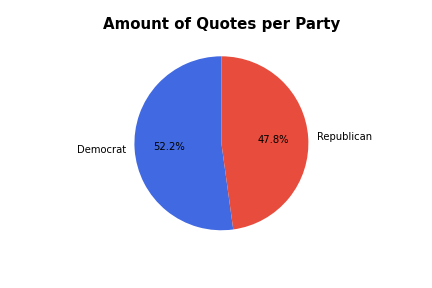 Amount of Quotes per Party
Democrat
52.2%
47.8%
Republican